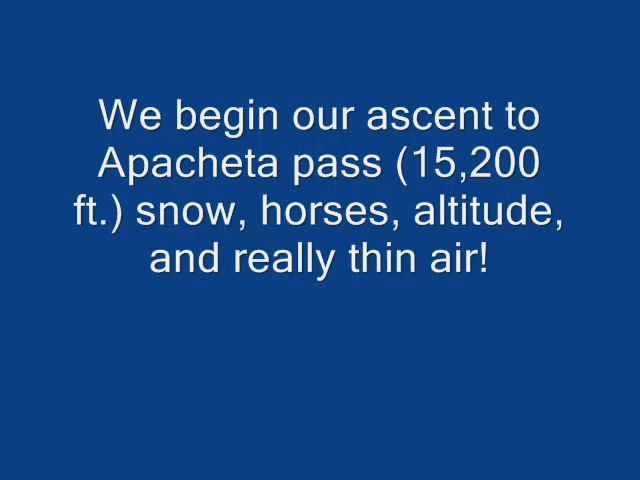 We begin our ascent to
Apacheta pass (15,200
ft.) snow, horses, altitude,
and really thin air!